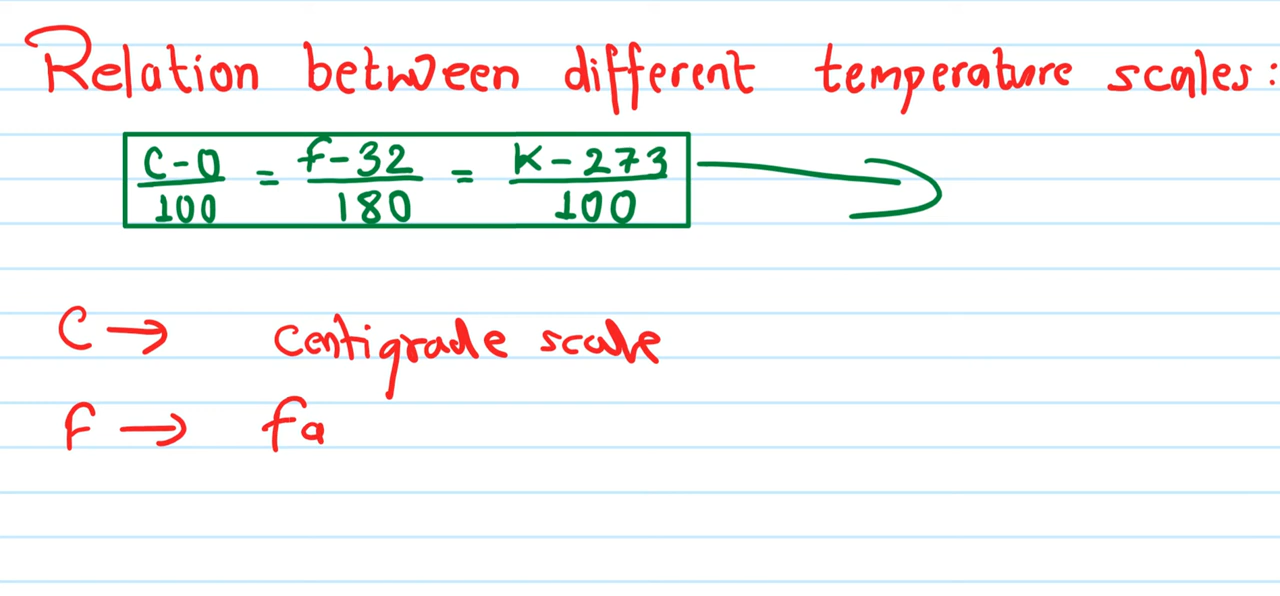 Relation between different temperature scales:
C-0/100 = F-32/180 = K-273/100
C → Centigrade scale
F → fa